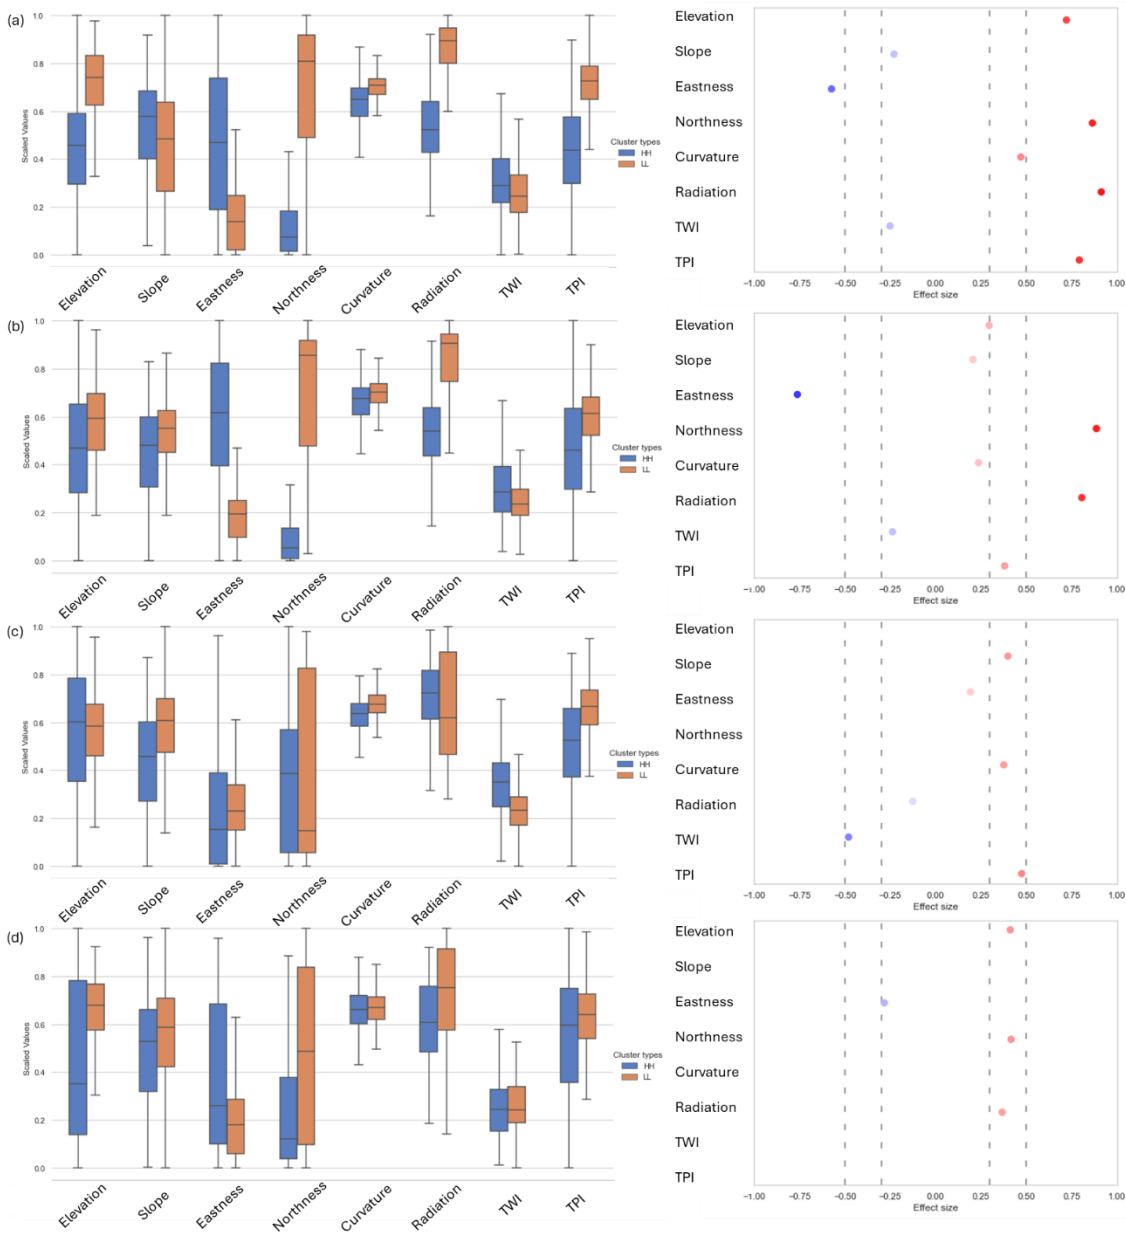 (a)
1.0
0.8
0.6
0.4
0.2
0.0
Scaled Values
Cluster types
HH
LL
Elevation
Slope
Eastness
Northness
Curvature
Radiation
TWI
TPI
Elevation
Slope
Eastness
Northness
Curvature
Radiation
TWI
TPI
−1.00 −0.75 −0.50 −0.25 0.00 0.25 0.50 0.75 1.00
Effect size
(b)
1.0
0.8
0.6
0.4
0.2
0.0
Scaled Values
Cluster types
HH
LL
Elevation
Slope
Eastness
Northness
Curvature
Radiation
TWI
TPI
Elevation
Slope
Eastness
Northness
Curvature
Radiation
TWI
TPI
−1.00 −0.75 −0.50 −0.25 0.00 0.25 0.50 0.75 1.00
Effect size
(c)
1.0
0.8
0.6
0.4
0.2
0.0
Scaled Values
Cluster types
HH
LL
Elevation
Slope
Eastness
Northness
Curvature
Radiation
TWI
TPI
Elevation
Slope
Eastness
Northness
Curvature
Radiation
TWI
TPI
−1.00 −0.75 −0.50 −0.25 0.00 0.25 0.50 0.75 1.00
Effect size
(d)
1.0
0.8
0.6
0.4
0.2
0.0
Scaled Values
Cluster types
HH
LL
Elevation
Slope
Eastness
Northness
Curvature
Radiation
TWI
TPI
Elevation
Slope
Eastness
Northness
Curvature
Radiation
TWI
TPI
−1.00 −0.75 −0.50 −0.25 0.00 0.25 0.50 0.75 1.00
Effect size